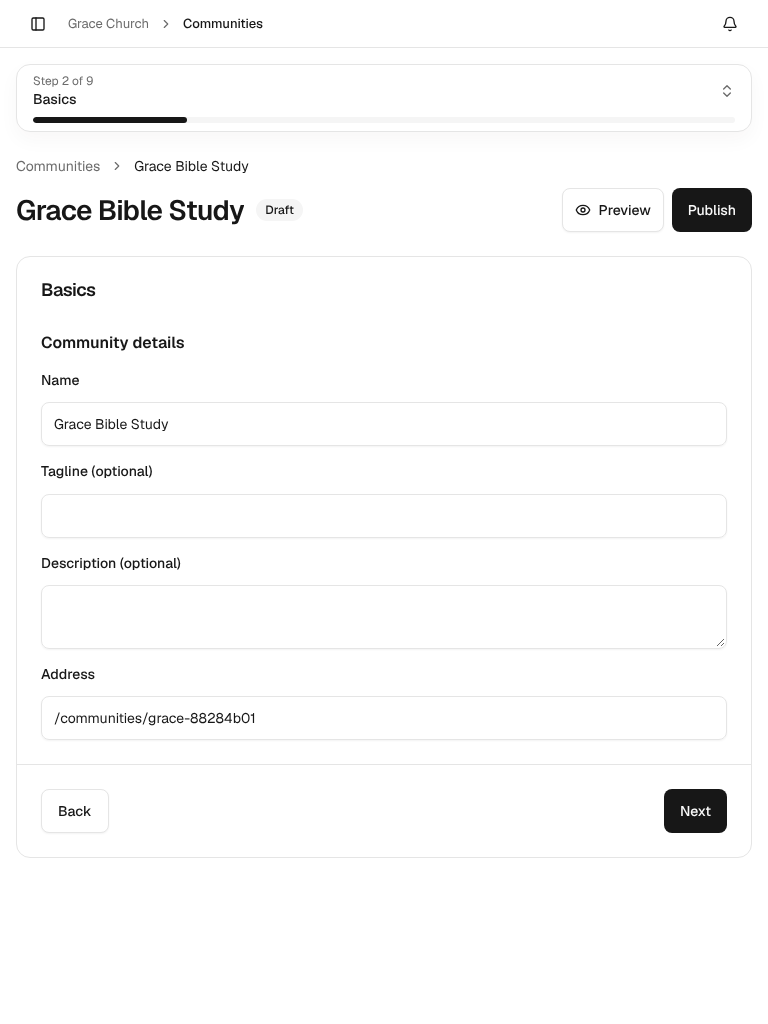 Grace Church > Communities
Step 2 of 9
Basics
Communities > Grace Bible Study
Grace Bible Study
Draft
Preview
Publish
Basics
Community details
Name
Grace Bible Study
Tagline (optional)
Description (optional)
Address
/communities/grace-88284b01
Back
Next